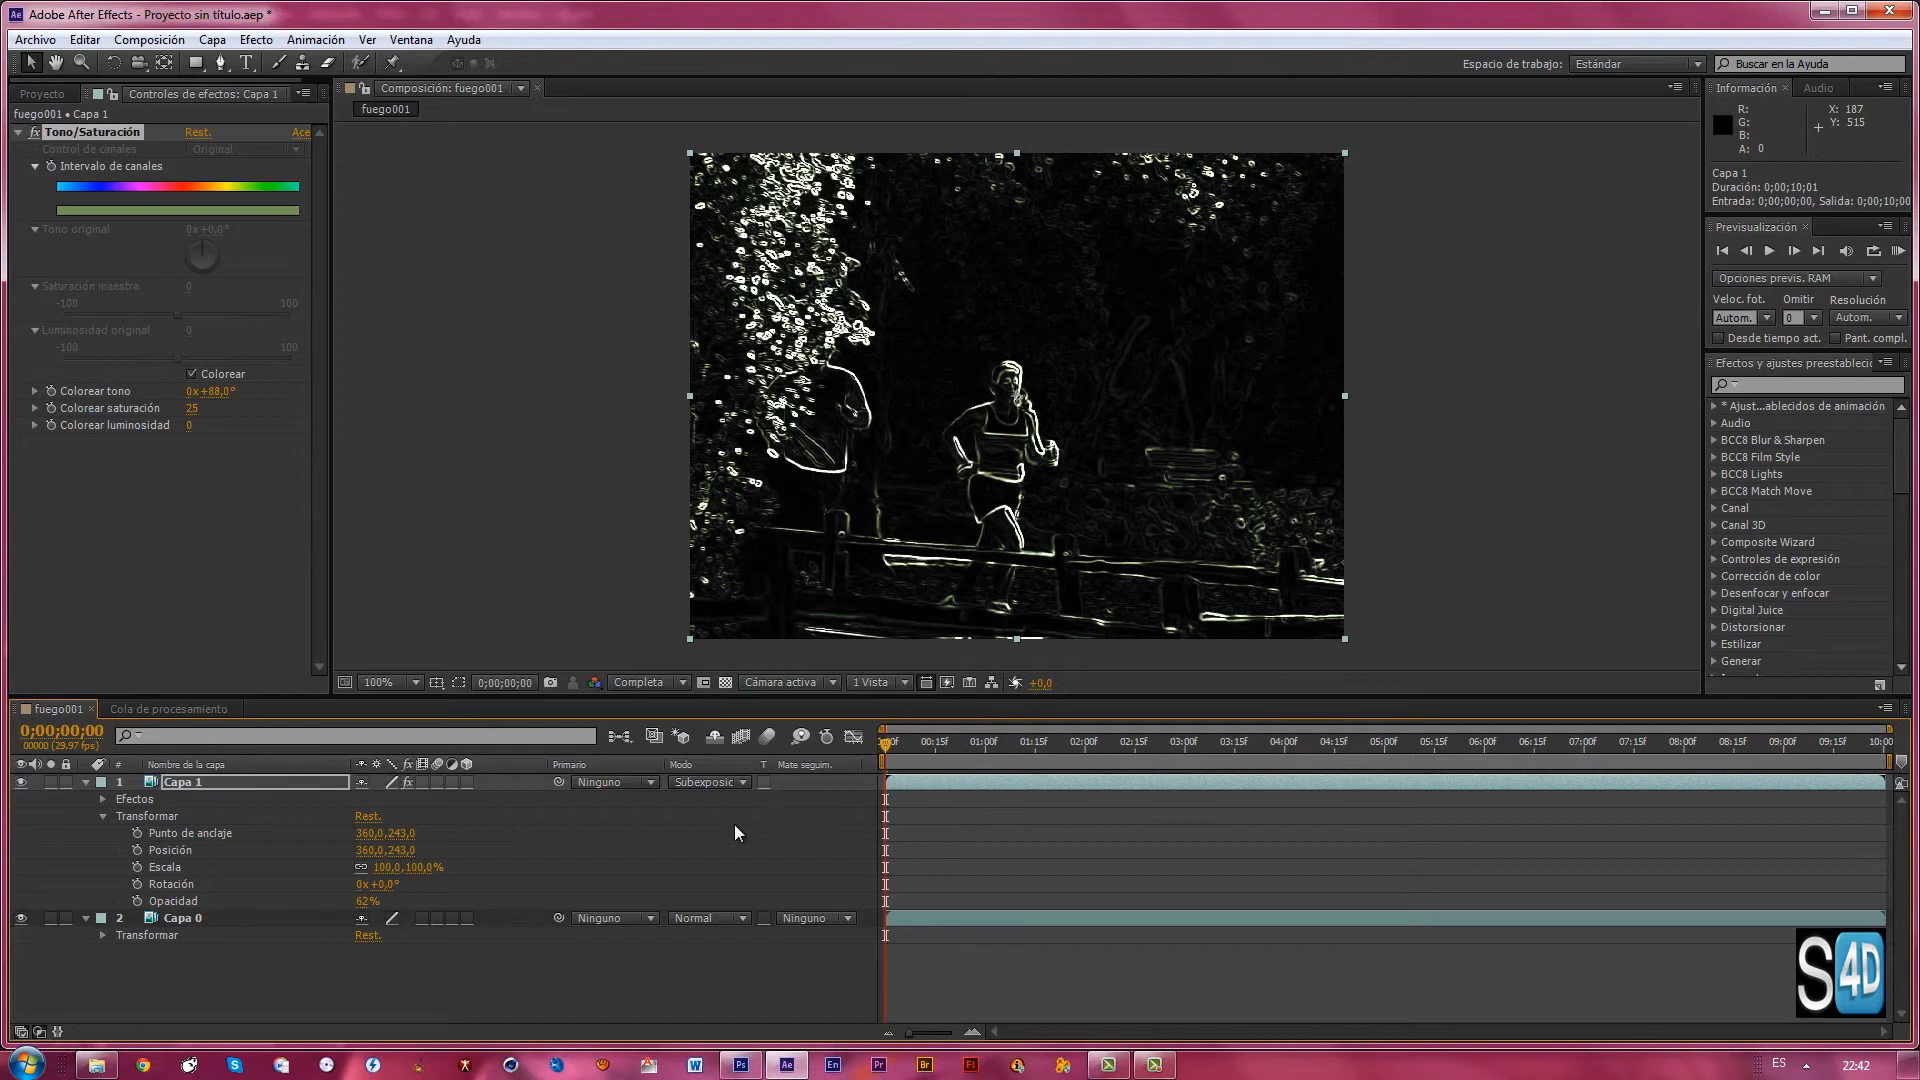 Adobe After Effects - Proyecto sin título.aep *
Archivo Editar Composición Capa Efecto Animación Ver Ventana Ayuda
Espacio de trabajo: Estándar Buscar en la Ayuda
Proyecto Controles de efectos: Capa 1
Composición: fuego001
Información Audio
fuego001
fuego001 • Capa 1
Tono/Saturación Rest. Ace
Control de canales Original
Intervalo de canales
Tono original 0x+0,0°
Saturación maestra 0
-100 100
Luminosidad original 0
-100 100
Colorear
Colorear tono 0x+88,0°
Colorear saturación 25
Colorear luminosidad 0
R: X: 187
G: Y: 515
B:
A: 0
Capa 1
Duración: 0;00;10;01
Entrada: 0;00;00;00, Salida: 0;00;10;00
Previsualización
Opciones previs. RAM
Veloc. fot. Omitir Resolución
Autom. 0 Autom.
Desde tiempo act. Pant. compl.
Efectos y ajustes preestablecid
* Ajust...ablecidos de animación
Audio
BCC8 Blur & Sharpen
BCC8 Film Style
BCC8 Lights
BCC8 Match Move
Canal
Canal 3D
Composite Wizard
Controles de expresión
Corrección de color
Desenfocar y enfocar
Digital Juice
Distorsionar
Estilizar
Generar
100% 0;00;00;00 Completa Cámara activa 1 Vista +0,0
fuego001 Cola de procesamiento
0;00;00;00
00000 (29.97 fps)
00:15f 01:00f 01:15f 02:00f 02:15f 03:00f 03:15f 04:00f 04:15f 05:00f 05:15f 06:00f 06:15f 07:00f 07:15f 08:00f 08:15f 09:00f 09:15f 10:00
# Nombre de la capa Primario Modo T Mate seguim.
1 Capa 1 Ninguno Subexposic
Efectos
Transformar Rest.
Punto de anclaje 360,0,243,0
Posición 360,0,243,0
Escala 100,0,100,0%
Rotación 0x+0,0°
Opacidad 62%
2 Capa 0 Ninguno Normal Ninguno
Transformar Rest.
S4D
Ps Ae En Pr Br Fl
ES 22:42